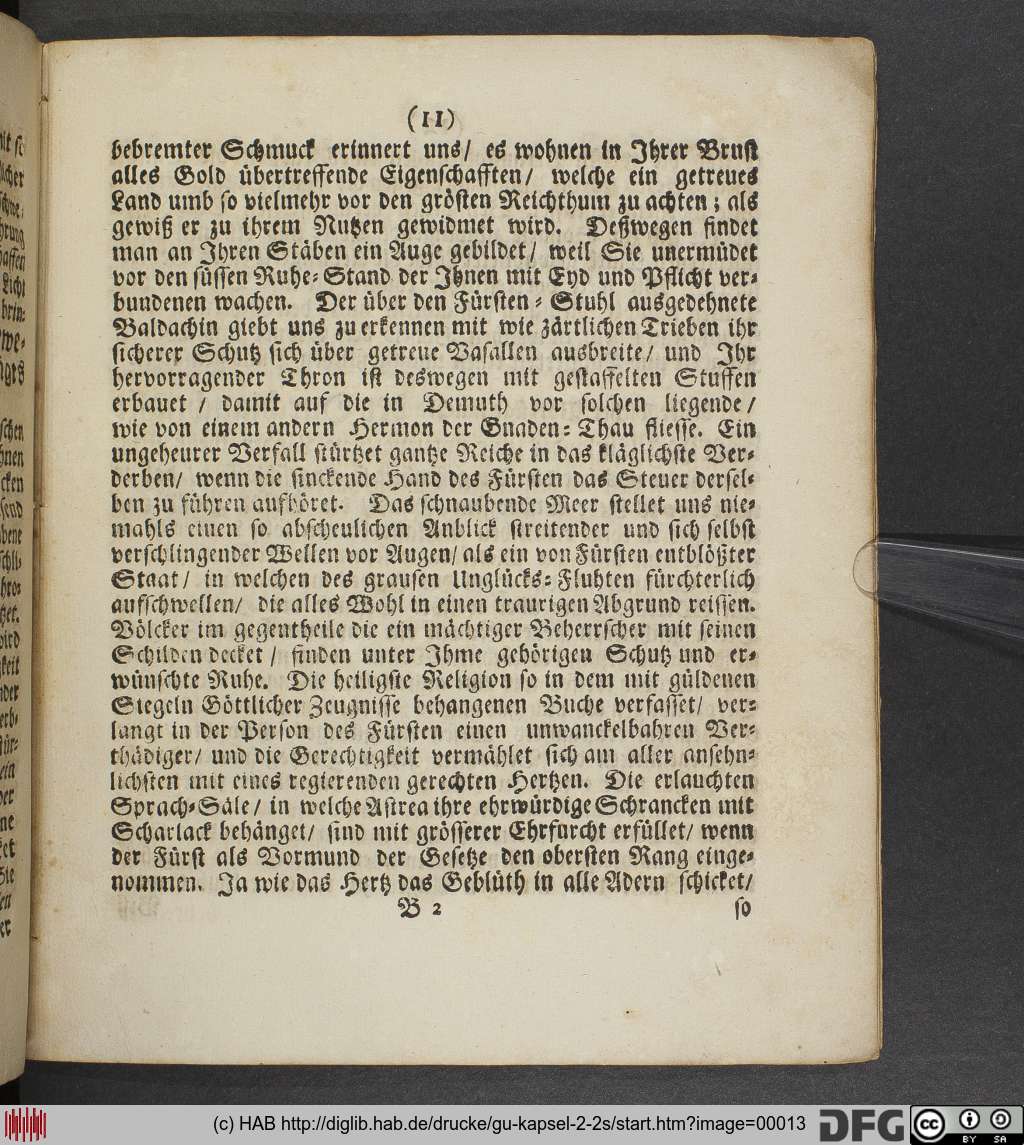 (11)
bebremter Schmuck erinnert uns/ es wohnen in Ihrer Brust
alles Gold übertreffende Eigenschafften/ welche ein getreues
Land umb so vielmehr vor den grösten Reichthum zu achten; als
gewiß er zu ihrem Nutzen gewidmet wird. Deßwegen findet
man an Ihren Stäben ein Auge gebildet/ weil Sie unermüdet
vor den süssen Ruhe-Stand der Ihnen mit Eyd und Pflicht ver-
bundenen wachen. Der über den Fürsten-Stuhl ausgedehnete
Baldachin giebt uns zu erkennen mit wie zärtlichen Trieben ihr
sicherer Schutz sich über getreue Vasallen ausbreite/ und Ihr
hervorragender Thron ist deswegen mit gestaffelten Stuffen
erbauet / damit auf die in Demuth vor solchen liegende/
wie von einem andern Hermon der Gnaden-Thau fliesse. Ein
ungeheurer Verfall stürtzet gantze Reiche in das kläglichste Ver-
derben/ wenn die sinckende Hand des Fürsten das Steuer dersel-
ben zu führen aufhöret. Das schnaubende Meer stellet uns nie-
mahls einen so abscheulichen Anblick streitender und sich selbst
verschlingender Wellen vor Augen/ als ein von Fürsten entblößter
Staat/ in welchen des grausen Unglücks-Fluhten fürchterlich
aufschwellen/ die alles Wohl in einen traurigen Abgrund reissen.
Völcker im gegentheile die ein mächtiger Beherrscher mit seinen
Schilden decket/ finden unter Ihme gehörigen Schutz und er-
wünschte Ruhe. Die heiligste Religion so in dem mit güldenen
Siegeln Göttlicher Zeugnisse behangenen Buche verfasset/ ver-
langt in der Person des Fürsten einen unwanckelbahren Ver-
thädiger/ und die Gerechtigkeit vermählet sich am aller ansehn-
lichsten mit eines regierenden gerechten Hertzen. Die erlauchten
Sprach-Säle/ in welche Astrea ihre ehrwürdige Schrancken mit
Scharlack behänget/ sind mit grösserer Ehrfurcht erfüllet/ wenn
der Fürst als Vormund der Gesetze den obersten Rang einge-
nommen. Ja wie das Hertz das Geblüth in alle Adern schicket/
B 2 so
(c) HAB http://diglib.hab.de/drucke/gu-kapsel-2-2s/start.htm?image=00013
DFG cc BY SA